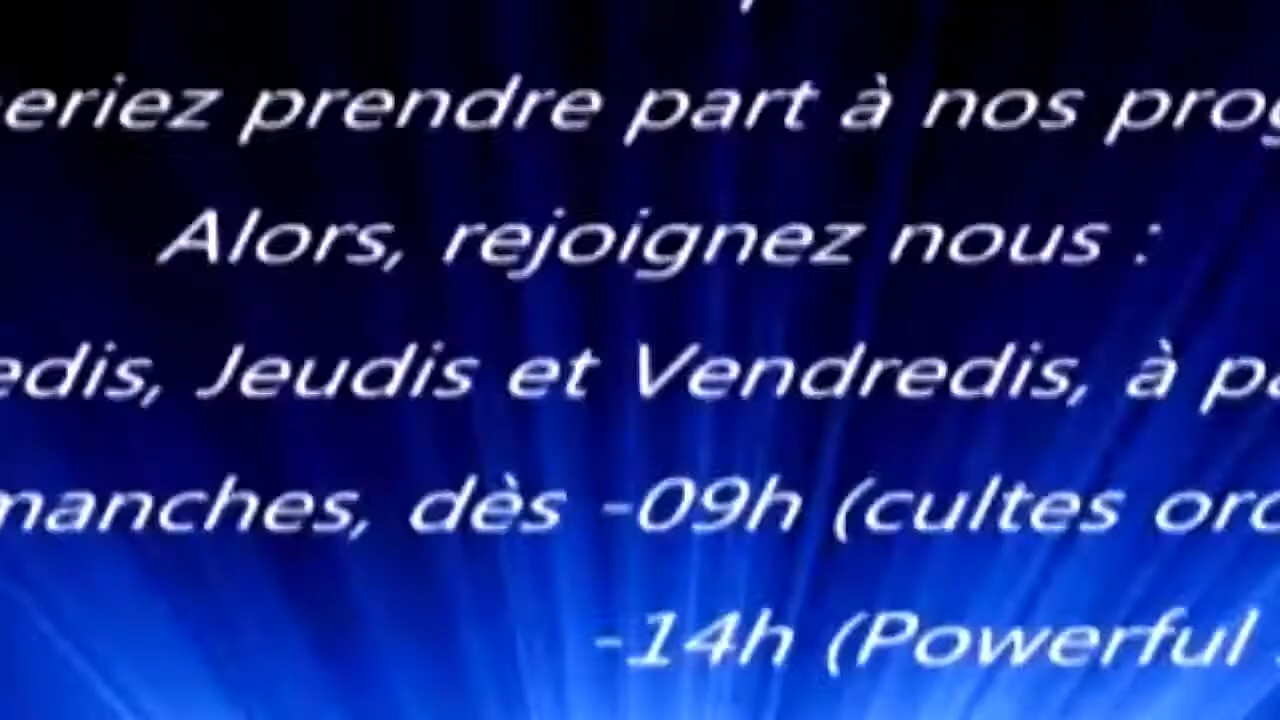 eriez prendre part à nos prog
Alors, rejoignez nous :
edis, Jeudis et Vendredis, à pa
manches, dès -09h (cultes ord
-14h (Powerful